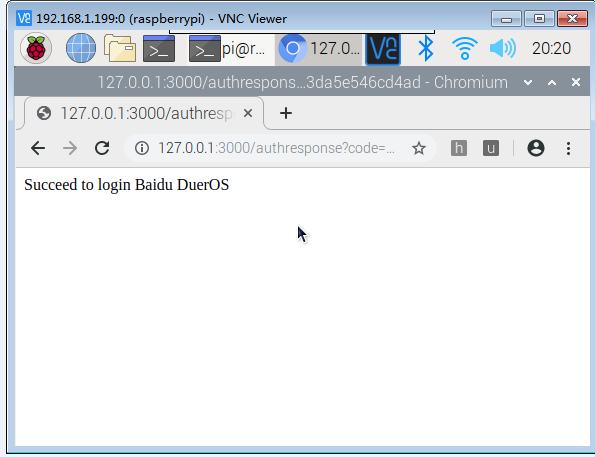 192.168.1.199:0 (raspberrypi) - VNC Viewer
pi@r... 127.0... 20:20
127.0.0.1:3000/authrespons...3da5e546cd4ad - Chromium
127.0.0.1:3000/authresp
127.0.0.1:3000/authresponse?code=...
h u
Succeed to login Baidu DuerOS